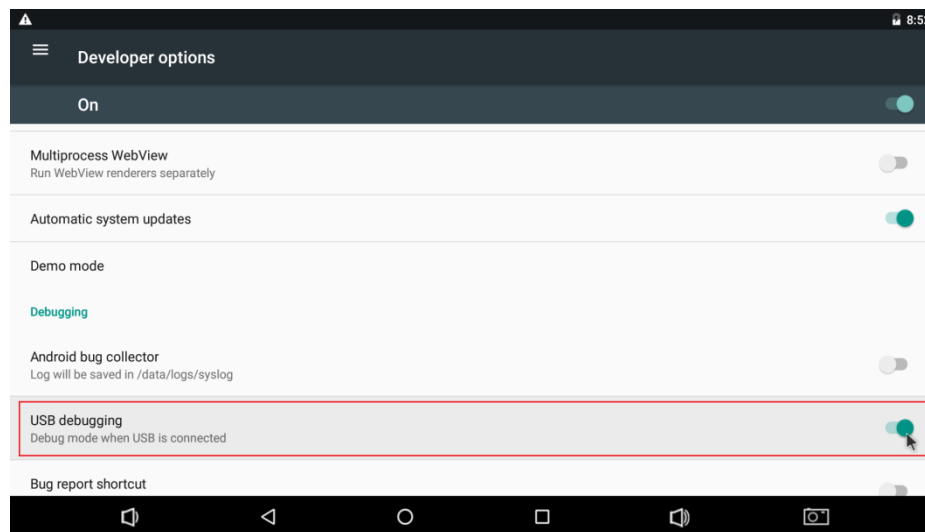 8:5
Developer options
On
Multiprocess WebView
Run WebView renderers separately
Automatic system updates
Demo mode
Debugging
Android bug collector
Log will be saved in /data/logs/syslog
USB debugging
Debug mode when USB is connected
Bug report shortcut